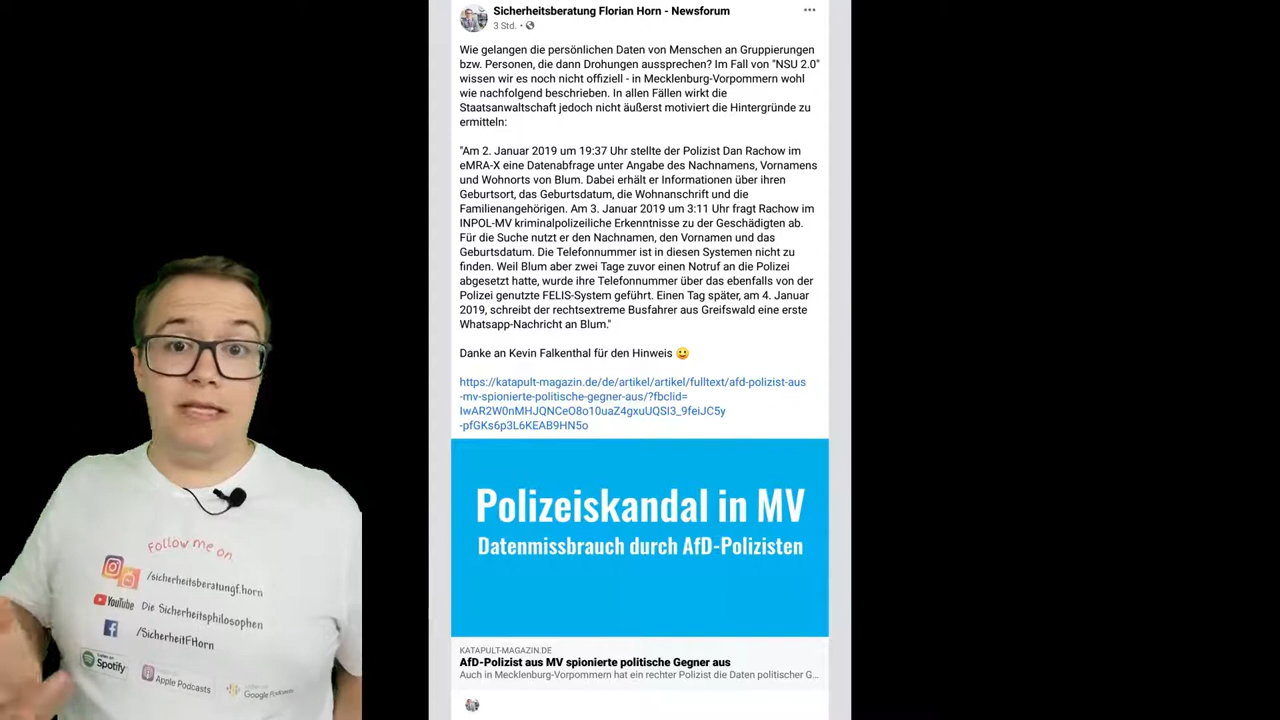 Sicherheitsberatung Florian Horn - Newsforum
3 Std. •
Wie gelangen die persönlichen Daten von Menschen an Gruppierungen
bzw. Personen, die dann Drohungen aussprechen? Im Fall von "NSU 2.0"
wissen wir es noch nicht offiziell - in Mecklenburg-Vorpommern wohl
wie nachfolgend beschrieben. In allen Fällen wirkt die
Staatsanwaltschaft jedoch nicht äußerst motiviert die Hintergründe zu
ermitteln:
"Am 2. Januar 2019 um 19:37 Uhr stellte der Polizist Dan Rachow im
eMRA-X eine Datenabfrage unter Angabe des Nachnamens, Vornamens
und Wohnorts von Blum. Dabei erhält er Informationen über ihren
Geburtsort, das Geburtsdatum, die Wohnanschrift und die
Familienangehörigen. Am 3. Januar 2019 um 3:11 Uhr fragt Rachow im
INPOL-MV kriminalpolizeiliche Erkenntnisse zu der Geschädigten ab.
Für die Suche nutzt er den Nachnamen, den Vornamen und das
Geburtsdatum. Die Telefonnummer ist in diesen Systemen nicht zu
finden. Weil Blum aber zwei Tage zuvor einen Notruf an die Polizei
abgesetzt hatte, wurde ihre Telefonnummer über das ebenfalls von der
Polizei genutzte FELIS-System geführt. Einen Tag später, am 4. Januar
2019, schreibt der rechtsextreme Busfahrer aus Greifswald eine erste
Whatsapp-Nachricht an Blum."
Danke an Kevin Falkenthal für den Hinweis
https://katapult-magazin.de/de/artikel/artikel/fulltext/afd-polizist-aus
-mv-spionierte-politische-gegner-aus/?fbclid=
IwAR2W0nMHJQNCeO8o10uaZ4gxuUQSI3_9feiJC5y
-pfGKs6p3L6KEAB9HN5o
Polizeiskandal in MV
Datenmissbrauch durch AfD-Polizisten
KATAPULT-MAGAZIN.DE
AfD-Polizist aus MV spionierte politische Gegner aus
Auch in Mecklenburg-Vorpommern hat ein rechter Polizist die Daten politischer G...
Follow me on
/sicherheitsberatungf.horn
YouTube Die Sicherheitsphilosophen
/SicherheitFHorn
Spotify
Apple Podcasts
Google Podcasts